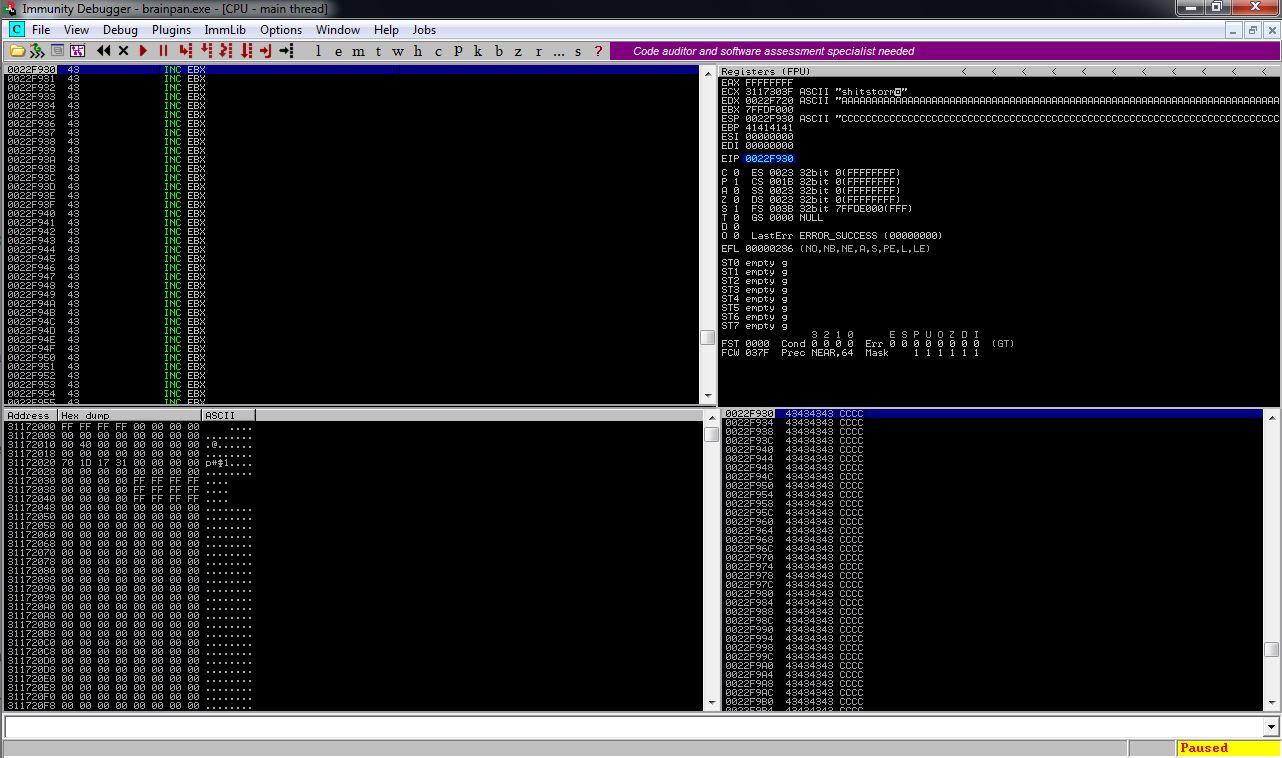 Immunity Debugger - brainpan.exe - [CPU - main thread]
C File View Debug Plugins ImmLib Options Window Help Jobs
l e m t w h c P k b z r ... s ? Code auditor and software assessment specialist needed
0022F930 43 INC EBX
0022F931 43 INC EBX
0022F932 43 INC EBX
0022F933 43 INC EBX
0022F934 43 INC EBX
0022F935 43 INC EBX
0022F936 43 INC EBX
0022F937 43 INC EBX
0022F938 43 INC EBX
0022F939 43 INC EBX
0022F93A 43 INC EBX
0022F93B 43 INC EBX
0022F93C 43 INC EBX
0022F93D 43 INC EBX
0022F93E 43 INC EBX
0022F93F 43 INC EBX
0022F940 43 INC EBX
0022F941 43 INC EBX
0022F942 43 INC EBX
0022F943 43 INC EBX
0022F944 43 INC EBX
0022F945 43 INC EBX
0022F946 43 INC EBX
0022F947 43 INC EBX
0022F948 43 INC EBX
0022F949 43 INC EBX
0022F94A 43 INC EBX
0022F94B 43 INC EBX
0022F94C 43 INC EBX
0022F94D 43 INC EBX
0022F94E 43 INC EBX
0022F94F 43 INC EBX
0022F950 43 INC EBX
0022F951 43 INC EBX
0022F952 43 INC EBX
0022F953 43 INC EBX
0022F954 43 INC EBX
0022F955 43 INC EBX
Registers (FPU) < < < < < < < < < < <
EAX FFFFFFFF
ECX 3117303F ASCII "shitstorm◘"
EDX 0022F720 ASCII "AAAAAAAAAAAAAAAAAAAAAAAAAAAAAAAAAAAAAAAAAAAAAAAAAAAAAAAAAAAAAAAAAAAAAAAA
EBX 7FFDF000
ESP 0022F930 ASCII "CCCCCCCCCCCCCCCCCCCCCCCCCCCCCCCCCCCCCCCCCCCCCCCCCCCCCCCCCCCCCCCCCCCCCCCC
EBP 41414141
ESI 00000000
EDI 00000000
EIP 0022F930
C 0 ES 0023 32bit 0(FFFFFFFF)
P 1 CS 001B 32bit 0(FFFFFFFF)
A 0 SS 0023 32bit 0(FFFFFFFF)
Z 0 DS 0023 32bit 0(FFFFFFFF)
S 1 FS 003B 32bit 7FFDE000(FFF)
T 0 GS 0000 NULL
D 0
O 0 LastErr ERROR_SUCCESS (00000000)
EFL 00000286 (NO,NB,NE,A,S,PE,L,LE)
ST0 empty g
ST1 empty g
ST2 empty g
ST3 empty g
ST4 empty g
ST5 empty g
ST6 empty g
ST7 empty g
3 2 1 0 E S P U O Z D I
FST 0000 Cond 0 0 0 0 Err 0 0 0 0 0 0 0 0 (GT)
FCW 037F Prec NEAR,64 Mask 1 1 1 1 1 1
Address Hex dump ASCII
31172000 FF FF FF FF 00 00 00 00 ....
31172008 00 00 00 00 00 00 00 00 ........
31172010 00 40 00 00 00 00 00 00 .@......
31172018 00 00 00 00 00 00 00 00 ........
31172020 70 1D 17 31 00 00 00 00 p#‡1....
31172028 00 00 00 00 00 00 00 00 ........
31172030 00 00 00 00 FF FF FF FF ....
31172038 00 00 00 00 FF FF FF FF ....
31172040 00 00 00 00 FF FF FF FF ....
31172048 00 00 00 00 00 00 00 00 ........
31172050 00 00 00 00 00 00 00 00 ........
31172058 00 00 00 00 00 00 00 00 ........
31172060 00 00 00 00 00 00 00 00 ........
31172068 00 00 00 00 00 00 00 00 ........
31172070 00 00 00 00 00 00 00 00 ........
31172078 00 00 00 00 00 00 00 00 ........
31172080 00 00 00 00 00 00 00 00 ........
31172088 00 00 00 00 00 00 00 00 ........
31172090 00 00 00 00 00 00 00 00 ........
31172098 00 00 00 00 00 00 00 00 ........
311720A0 00 00 00 00 00 00 00 00 ........
311720A8 00 00 00 00 00 00 00 00 ........
311720B0 00 00 00 00 00 00 00 00 ........
311720B8 00 00 00 00 00 00 00 00 ........
311720C0 00 00 00 00 00 00 00 00 ........
311720C8 00 00 00 00 00 00 00 00 ........
311720D0 00 00 00 00 00 00 00 00 ........
311720D8 00 00 00 00 00 00 00 00 ........
311720E0 00 00 00 00 00 00 00 00 ........
311720E8 00 00 00 00 00 00 00 00 ........
311720F0 00 00 00 00 00 00 00 00 ........
311720F8 00 00 00 00 00 00 00 00 ........
0022F930 43434343 CCCC
0022F934 43434343 CCCC
0022F938 43434343 CCCC
0022F93C 43434343 CCCC
0022F940 43434343 CCCC
0022F944 43434343 CCCC
0022F948 43434343 CCCC
0022F94C 43434343 CCCC
0022F950 43434343 CCCC
0022F954 43434343 CCCC
0022F958 43434343 CCCC
0022F95C 43434343 CCCC
0022F960 43434343 CCCC
0022F964 43434343 CCCC
0022F968 43434343 CCCC
0022F96C 43434343 CCCC
0022F970 43434343 CCCC
0022F974 43434343 CCCC
0022F978 43434343 CCCC
0022F97C 43434343 CCCC
0022F980 43434343 CCCC
0022F984 43434343 CCCC
0022F988 43434343 CCCC
0022F98C 43434343 CCCC
0022F990 43434343 CCCC
0022F994 43434343 CCCC
0022F998 43434343 CCCC
0022F99C 43434343 CCCC
0022F9A0 43434343 CCCC
0022F9A4 43434343 CCCC
0022F9A8 43434343 CCCC
0022F9AC 43434343 CCCC
0022F9B0 43434343 CCCC
0022F9B4 43434343 CCCC
Paused